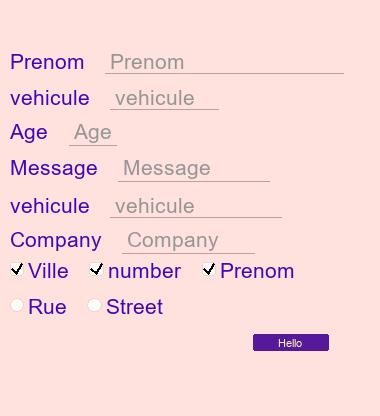 Prenom Prenom
vehicule vehicule
Age Age
Message Message
vehicule vehicule
Company Company
Ville number Prenom
Rue Street
Hello